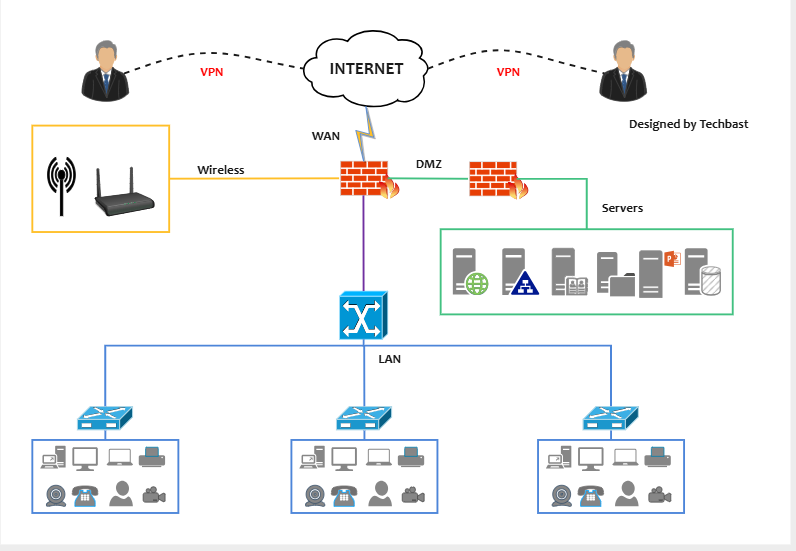 INTERNET
VPN
VPN
Designed by Techbast
WAN
Wireless
DMZ
Servers
P
LAN